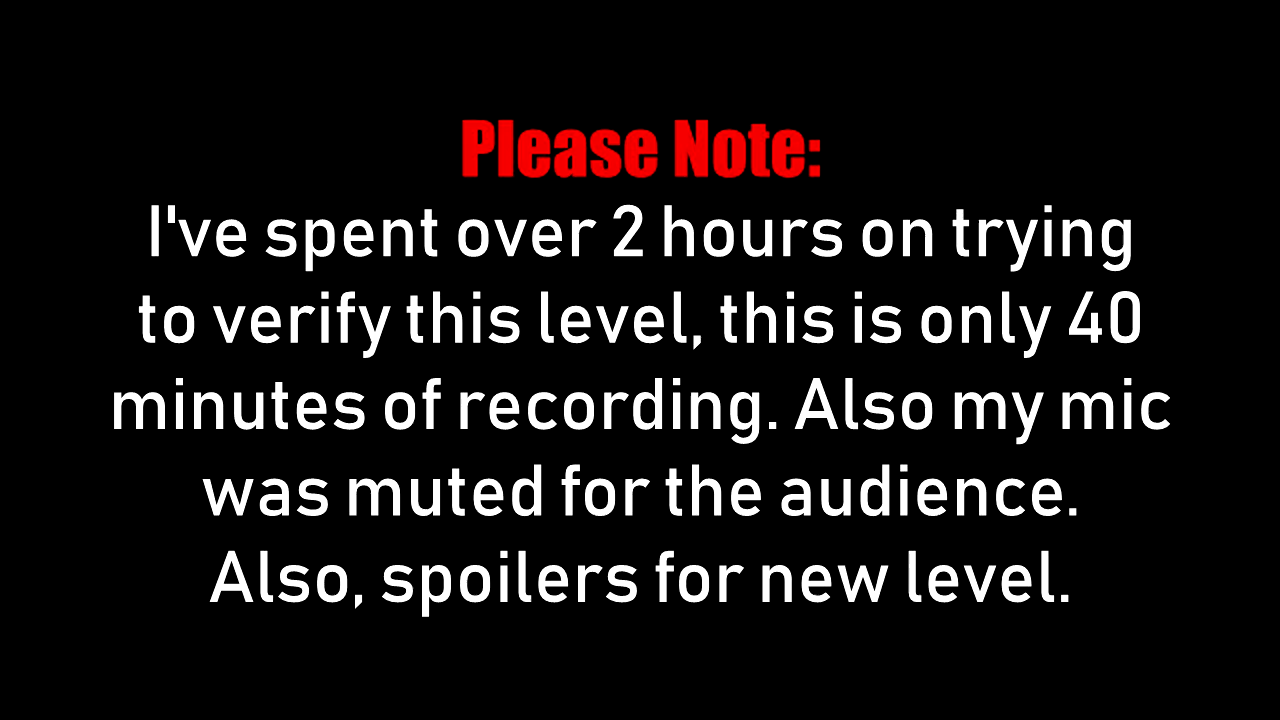 Please Note:
I've spent over 2 hours on trying
to verify this level, this is only 40
minutes of recording. Also my mic
was muted for the audience.
Also, spoilers for new level.